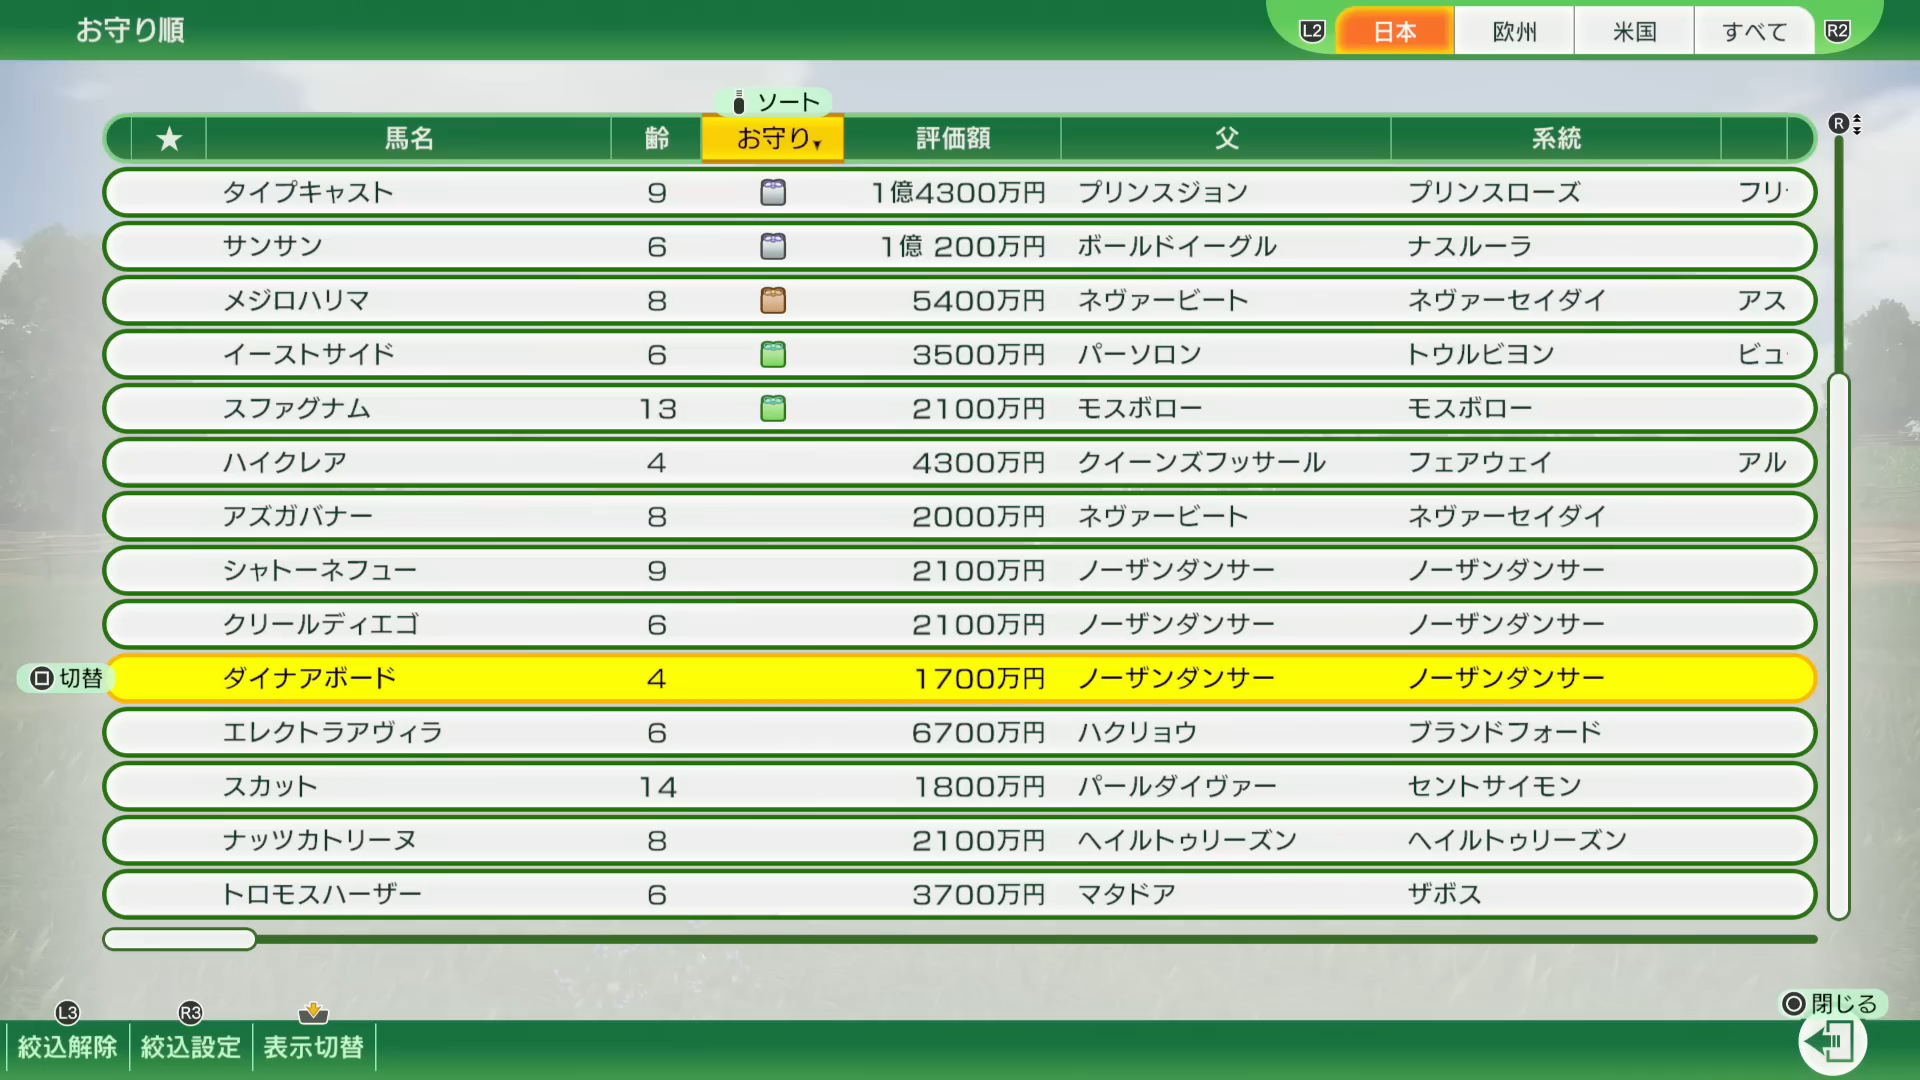 お守り順
L2 日本 欧州 米国 すべて R2
ソート
★ 馬名 齢 お守り 評価額 父 系統
R
タイプキャスト 9 1億4300万円 プリンスジョン プリンスローズ フリ
サンサン 6 1億 200万円 ボールドイーグル ナスルーラ
メジロハリマ 8 5400万円 ネヴァービート ネヴァーセイダイ アス
イーストサイド 6 3500万円 パーソロン トウルビヨン ビュ
スファグナム 13 2100万円 モスボロー モスボロー
ハイクレア 4 4300万円 クイーンズフッサール フェアウェイ アル
アズガバナー 8 2000万円 ネヴァービート ネヴァーセイダイ
シャトーネフュー 9 2100万円 ノーザンダンサー ノーザンダンサー
クリールディエゴ 6 2100万円 ノーザンダンサー ノーザンダンサー
切替 ダイナアボード 4 1700万円 ノーザンダンサー ノーザンダンサー
エレクトラアヴィラ 6 6700万円 ハクリョウ ブランドフォード
スカット 14 1800万円 パールダイヴァー セントサイモン
ナッツカトリーヌ 8 2100万円 ヘイルトゥリーズン ヘイルトゥリーズン
トロモスハーザー 6 3700万円 マタドア ザボス
閉じる
L3 R3
絞込解除 絞込設定 表示切替